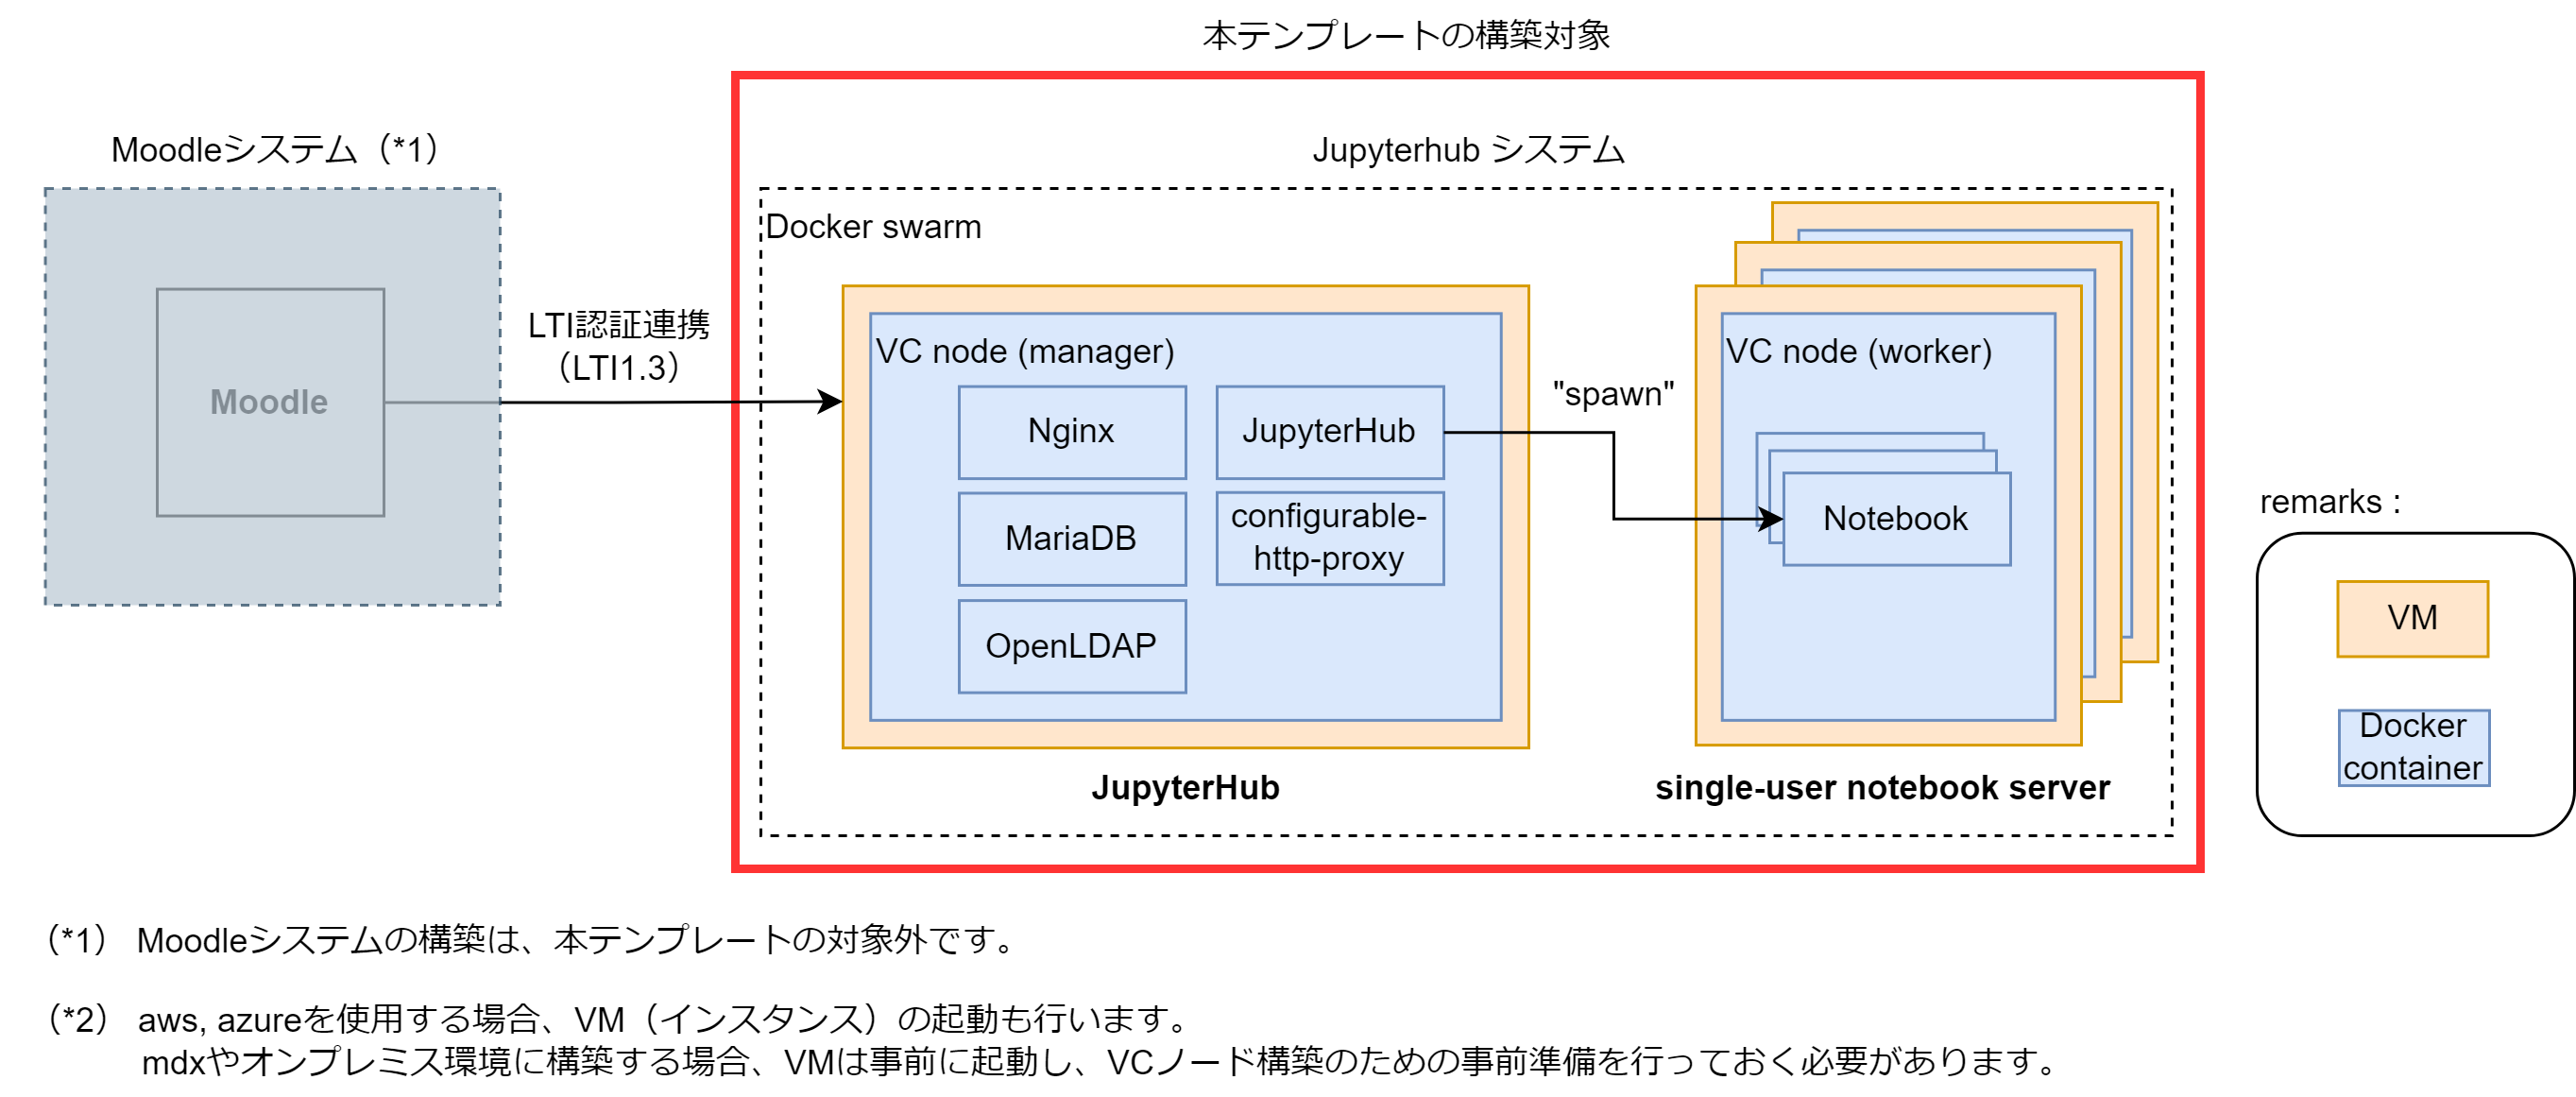 本テンプレートの構築対象
Moodleシステム（*1）
Jupyterhub システム
Docker swarm
LTI認証連携
（LTI1.3）
Moodle
VC node (manager)
Nginx
JupyterHub
MariaDB
configurable-
http-proxy
OpenLDAP
JupyterHub
"spawn"
VC node (worker)
Notebook
single-user notebook server
remarks :
VM
Docker
container
（*1） Moodleシステムの構築は、本テンプレートの対象外です。
（*2） aws, azureを使用する場合、VM（インスタンス）の起動も行います。
mdxやオンプレミス環境に構築する場合、VMは事前に起動し、VCノード構築のための事前準備を行っておく必要があります。